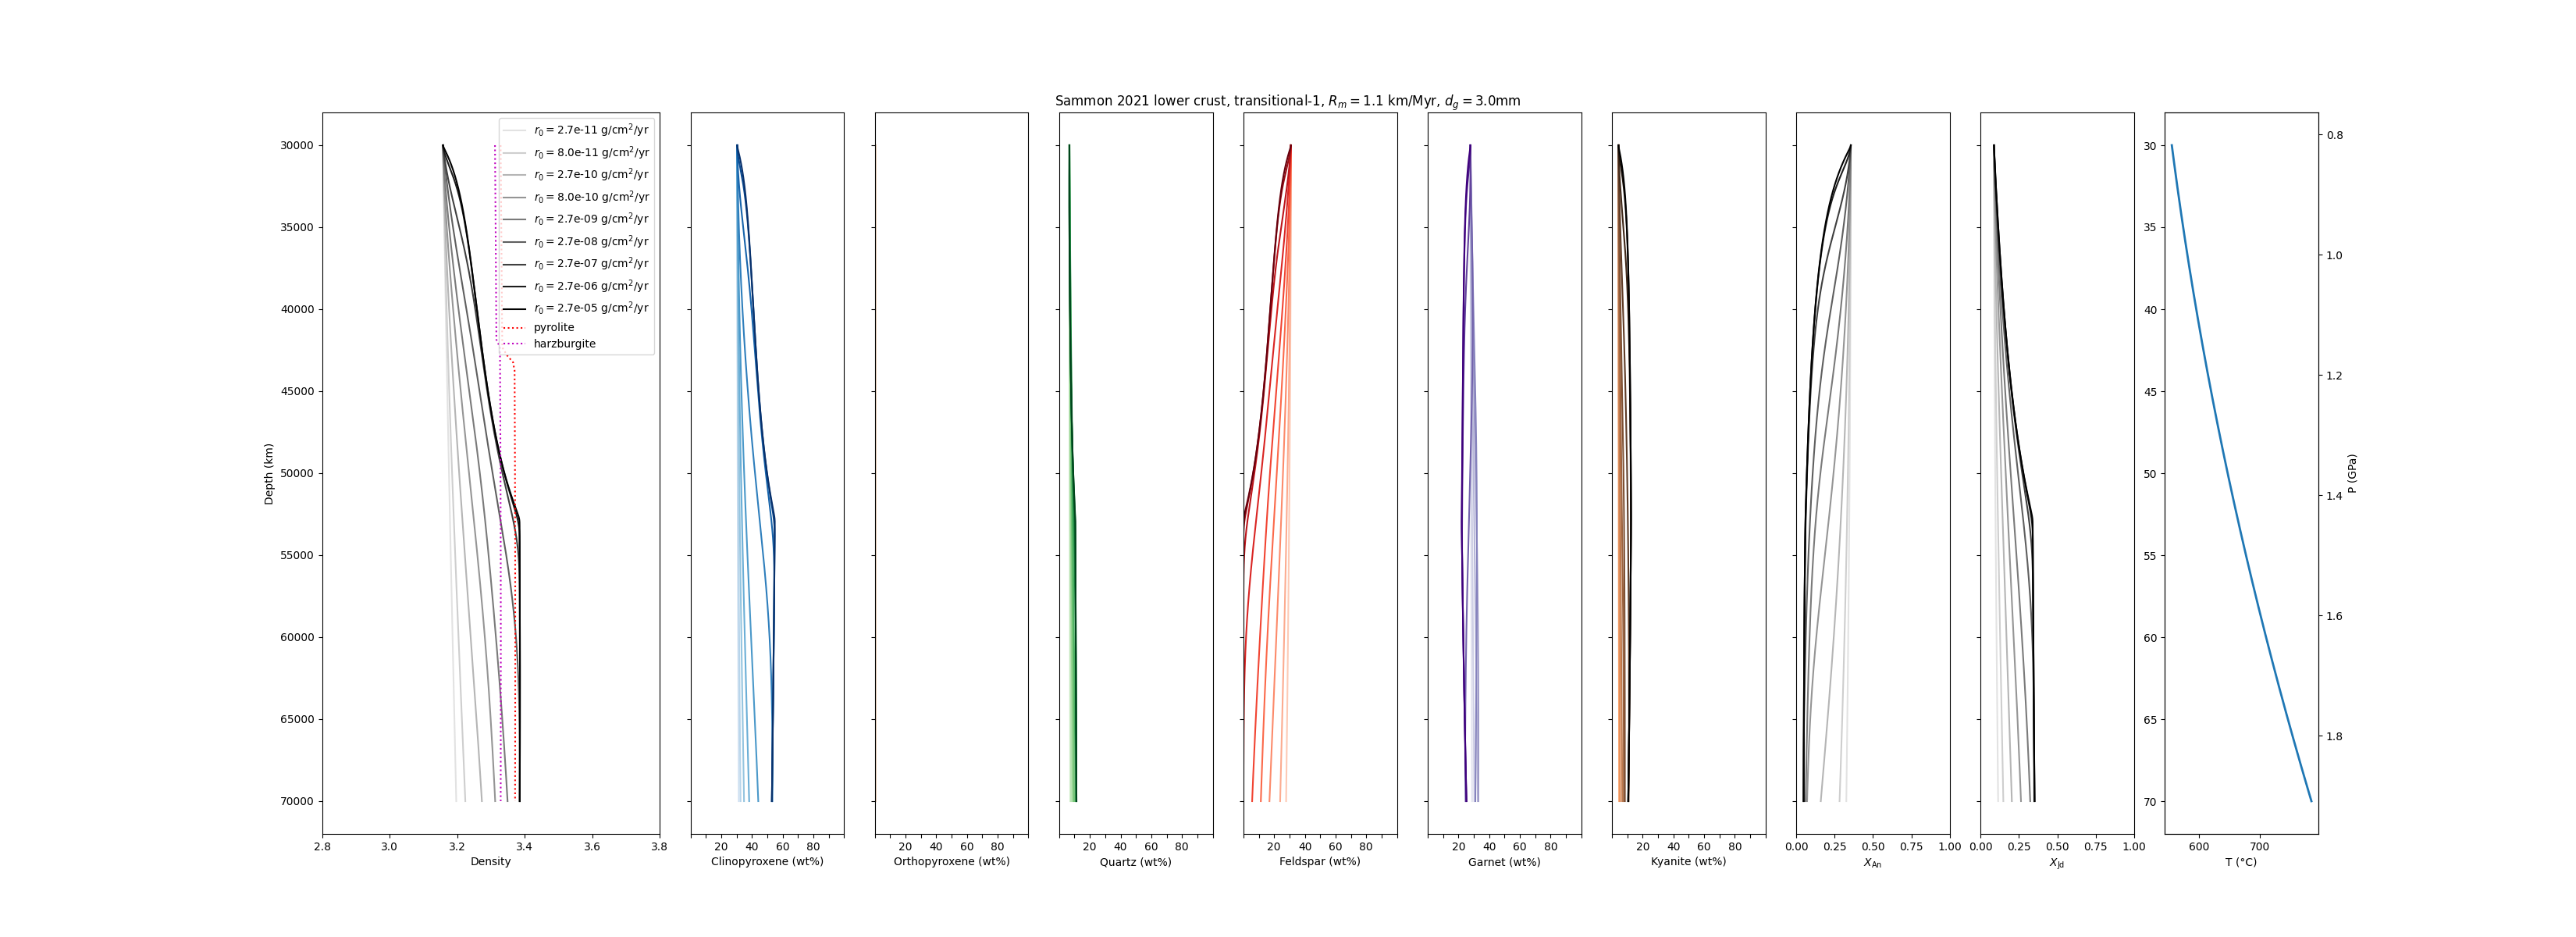 Sammon 2021 lower crust, transitional-1, $R_m = 1.1$ km/Myr, $d_g = 3.0$mm
$r_0 = 2.7$e-11 g/cm$^2$/yr
$r_0 = 8.0$e-11 g/cm$^2$/yr
$r_0 = 2.7$e-10 g/cm$^2$/yr
$r_0 = 8.0$e-10 g/cm$^2$/yr
$r_0 = 2.7$e-09 g/cm$^2$/yr
$r_0 = 2.7$e-08 g/cm$^2$/yr
$r_0 = 2.7$e-07 g/cm$^2$/yr
$r_0 = 2.7$e-06 g/cm$^2$/yr
$r_0 = 2.7$e-05 g/cm$^2$/yr
pyrolite
harzburgite
Depth (km)
30000
35000
40000
45000
50000
55000
60000
65000
70000
2.8 3.0 3.2 3.4 3.6 3.8
Density
20 40 60 80
Clinopyroxene (wt%)
20 40 60 80
Orthopyroxene (wt%)
20 40 60 80
Quartz (wt%)
20 40 60 80
Feldspar (wt%)
20 40 60 80
Garnet (wt%)
20 40 60 80
Kyanite (wt%)
0.00 0.25 0.50 0.75 1.00
$X_{An}$
0.00 0.25 0.50 0.75 1.00
$X_{Jd}$
30
35
40
45
50
55
60
65
70
600 700
T (°C)
0.8
1.0
1.2
1.4
1.6
1.8
P (GPa)